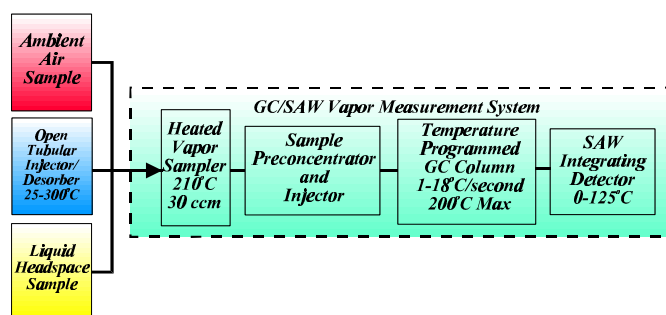 Ambient
Air
Sample
Open
Tubular
Injector/
Desorber
25-300°C
Liquid
Headspace
Sample
GC/SAW Vapor Measurement System
Heated
Vapor
Sampler
210°C
30 ccm
Sample
Preconcentrator
and
Injector
Temperature
Programmed
GC Column
1-18°C/second
200°C Max
SAW
Integrating
Detector
0-125°C